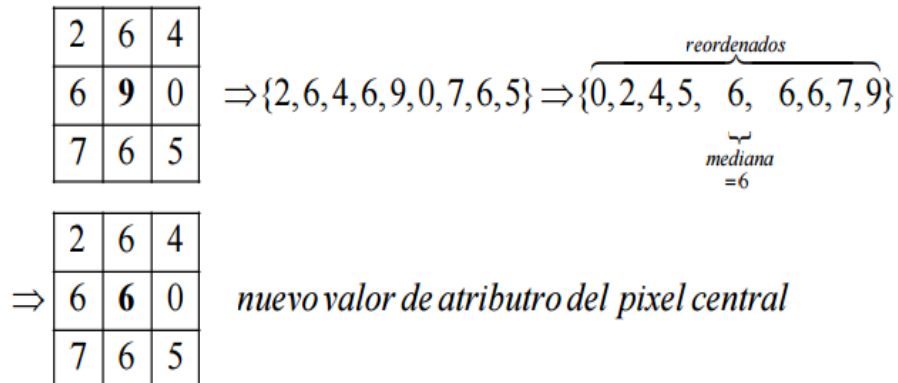 2 6 4
reordenados
6 9 0 ⇒{2,6,4,6,9,0,7,6,5}⇒{0,2,4,5, 6, 6,6,7,9}
7 6 5
mediana
=6
2 6 4
⇒ 6 6 0 nuevo valor de atributro del pixel central
7 6 5